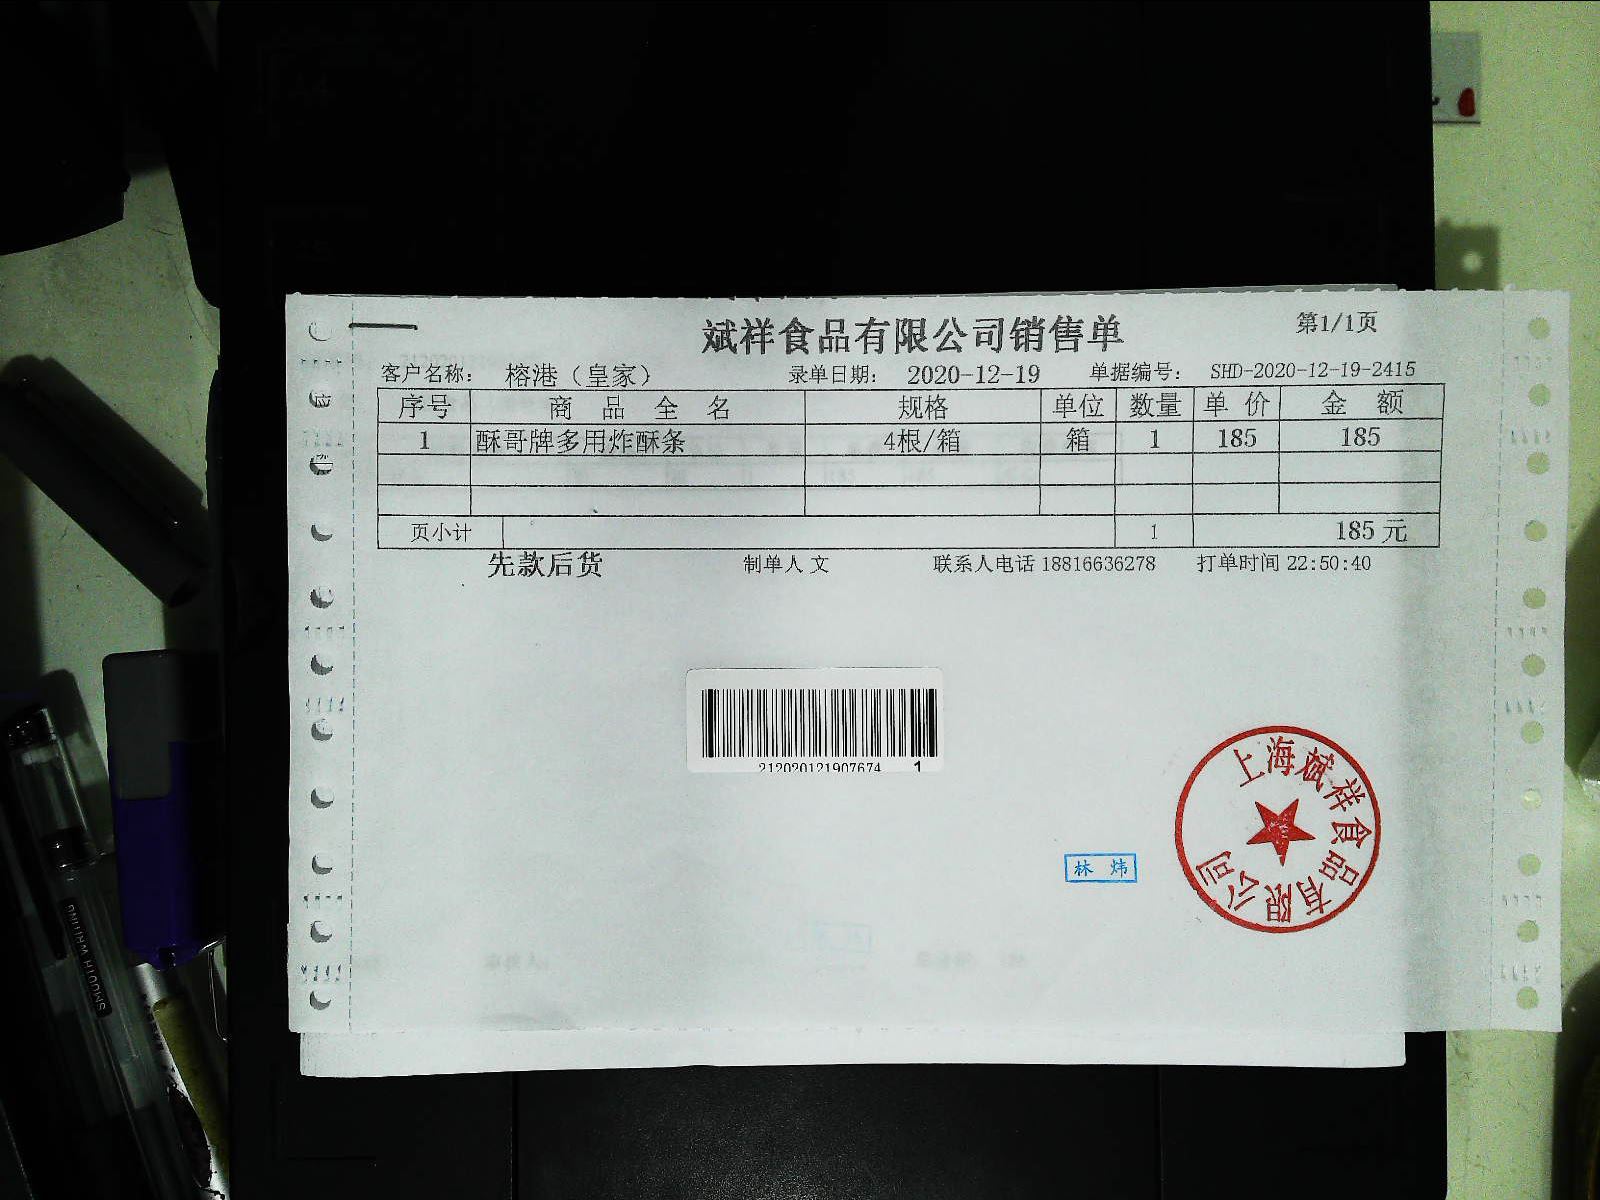 斌祥食品有限公司销售单 第1/1页
客户名称： 榕港（皇家） 录单日期： 2020-12-19 单据编号： SHD-2020-12-19-2415
序号 商品全名 规格 单位 数量 单价 金额
1 酥哥牌多用炸酥条 4根/箱 箱 1 185 185
页小计 1 185元
先款后货 制单人 文 联系人电话 18816636278 打单时间 22:50:40
212020121907674 1
上海斌祥食品有限公司
林炜
SMOOTH WRITING